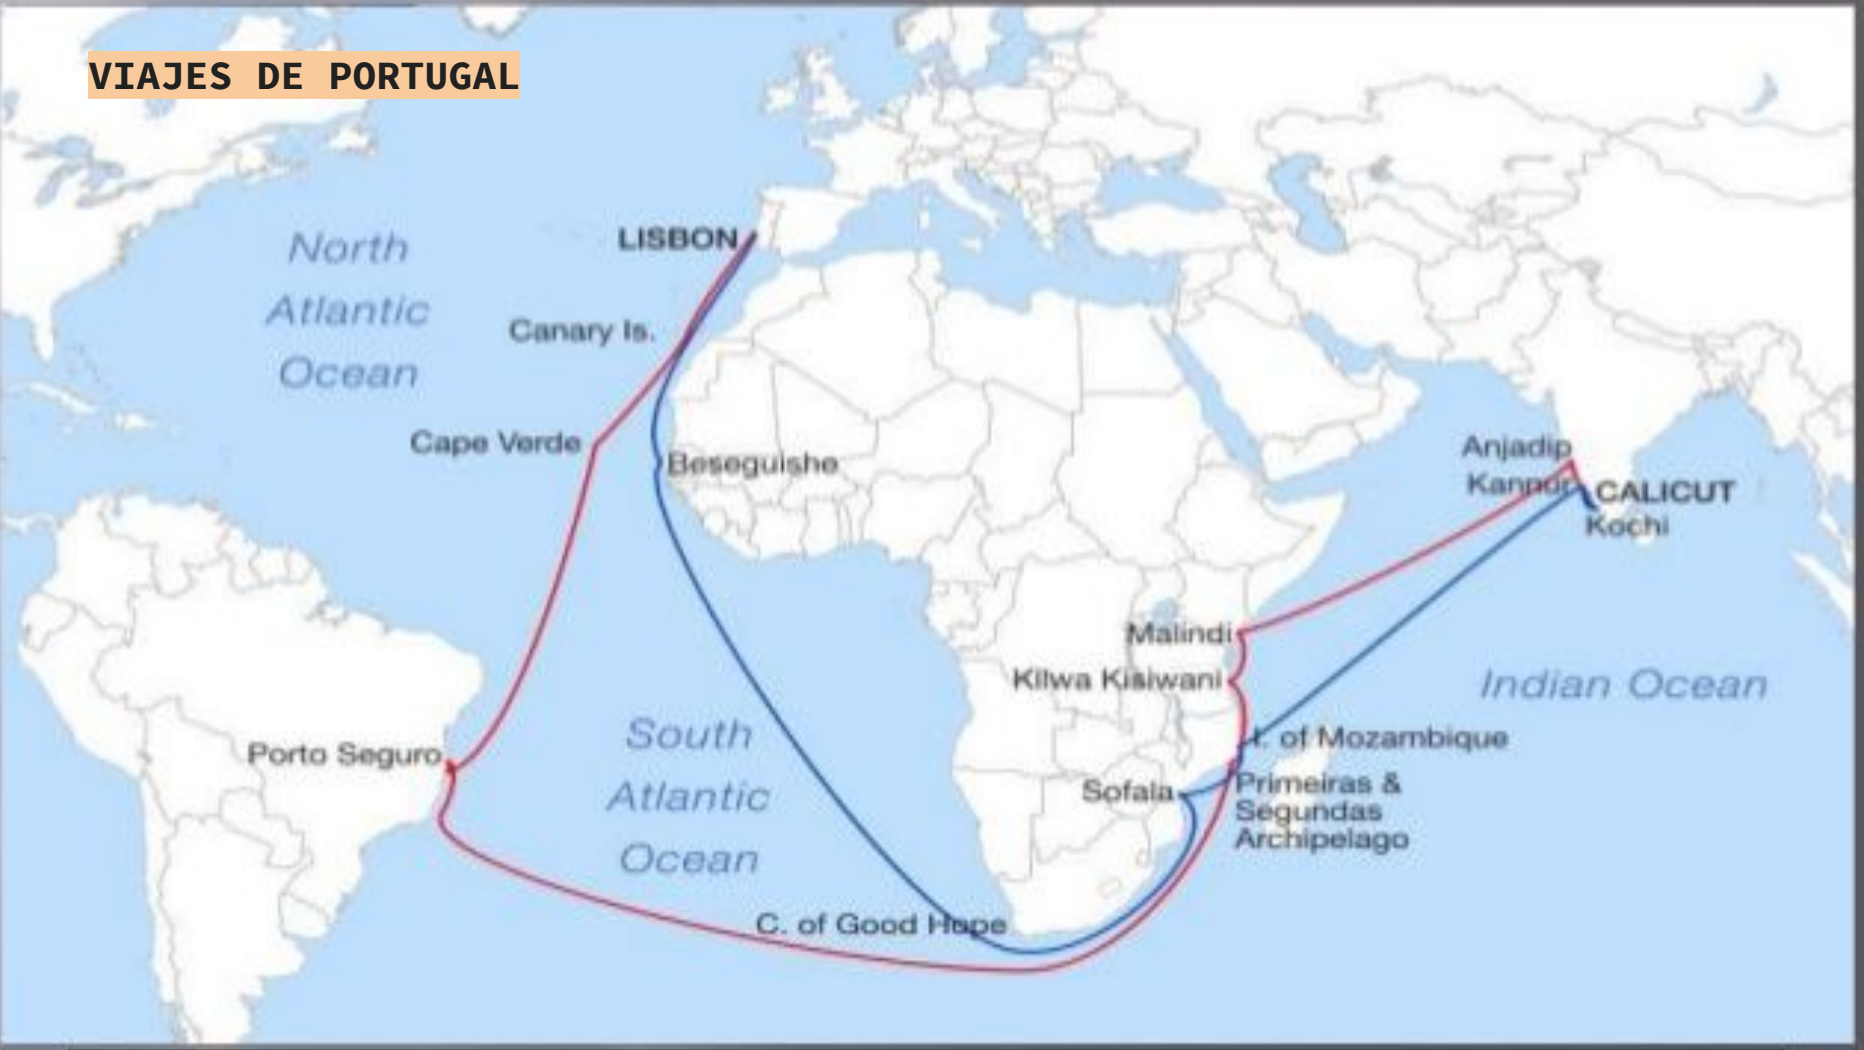 VIAJES DE PORTUGAL
LISBON
North
Atlantic
Ocean
Canary Is.
Cape Verde
Beseguishe
Anjadip
Kannur
CALICUT
Kochi
Malindi
Kilwa Kisiwani
Indian Ocean
South
Atlantic
Ocean
Porto Seguro
I. of Mozambique
Sofala
Primeiras &
Segundas
Archipelago
C. of Good Hope